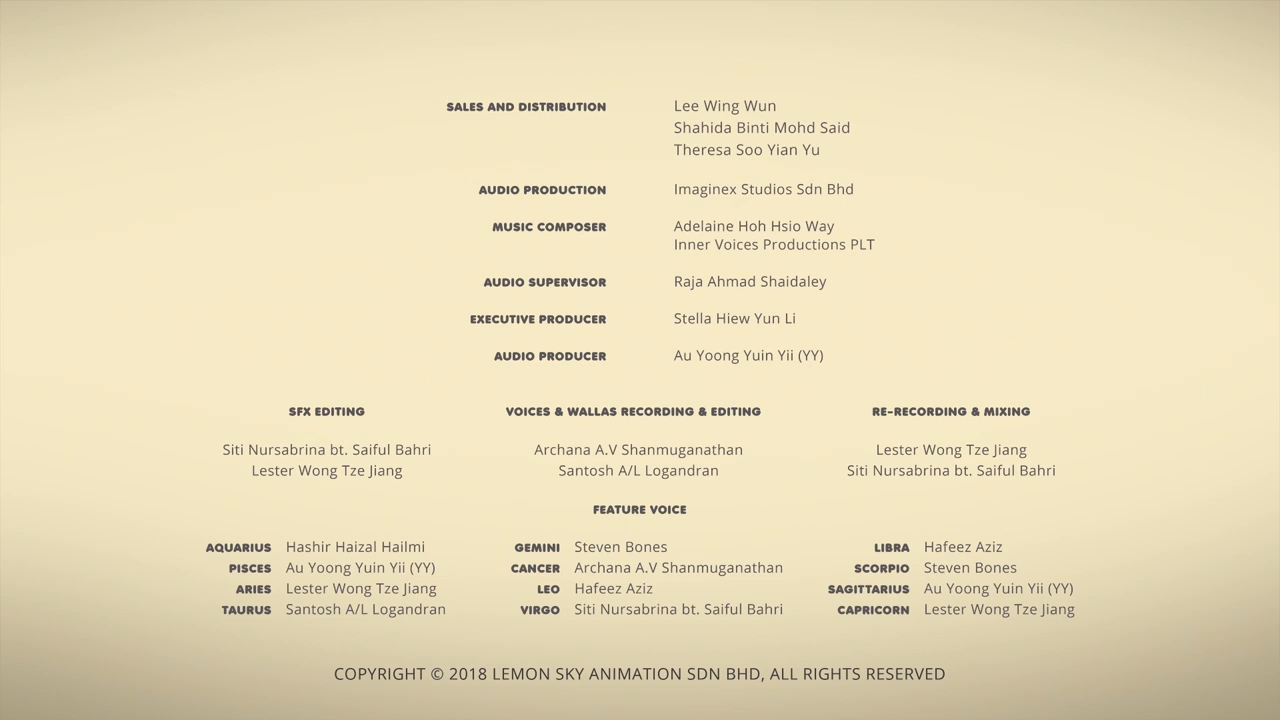 SALES AND DISTRIBUTION Lee Wing Wun
Shahida Binti Mohd Said
Theresa Soo Yian Yu
AUDIO PRODUCTION Imaginex Studios Sdn Bhd
MUSIC COMPOSER Adelaine Hoh Hsio Way
Inner Voices Productions PLT
AUDIO SUPERVISOR Raja Ahmad Shaidaley
EXECUTIVE PRODUCER Stella Hiew Yun Li
AUDIO PRODUCER Au Yoong Yuin Yii (YY)
SFX EDITING
Siti Nursabrina bt. Saiful Bahri
Lester Wong Tze Jiang
VOICES & WALLAS RECORDING & EDITING
Archana A.V Shanmuganathan
Santosh A/L Logandran
RE-RECORDING & MIXING
Lester Wong Tze Jiang
Siti Nursabrina bt. Saiful Bahri
FEATURE VOICE
AQUARIUS Hashir Haizal Hailmi
PISCES Au Yoong Yuin Yii (YY)
ARIES Lester Wong Tze Jiang
TAURUS Santosh A/L Logandran
GEMINI Steven Bones
CANCER Archana A.V Shanmuganathan
LEO Hafeez Aziz
VIRGO Siti Nursabrina bt. Saiful Bahri
LIBRA Hafeez Aziz
SCORPIO Steven Bones
SAGITTARIUS Au Yoong Yuin Yii (YY)
CAPRICORN Lester Wong Tze Jiang
COPYRIGHT © 2018 LEMON SKY ANIMATION SDN BHD, ALL RIGHTS RESERVED